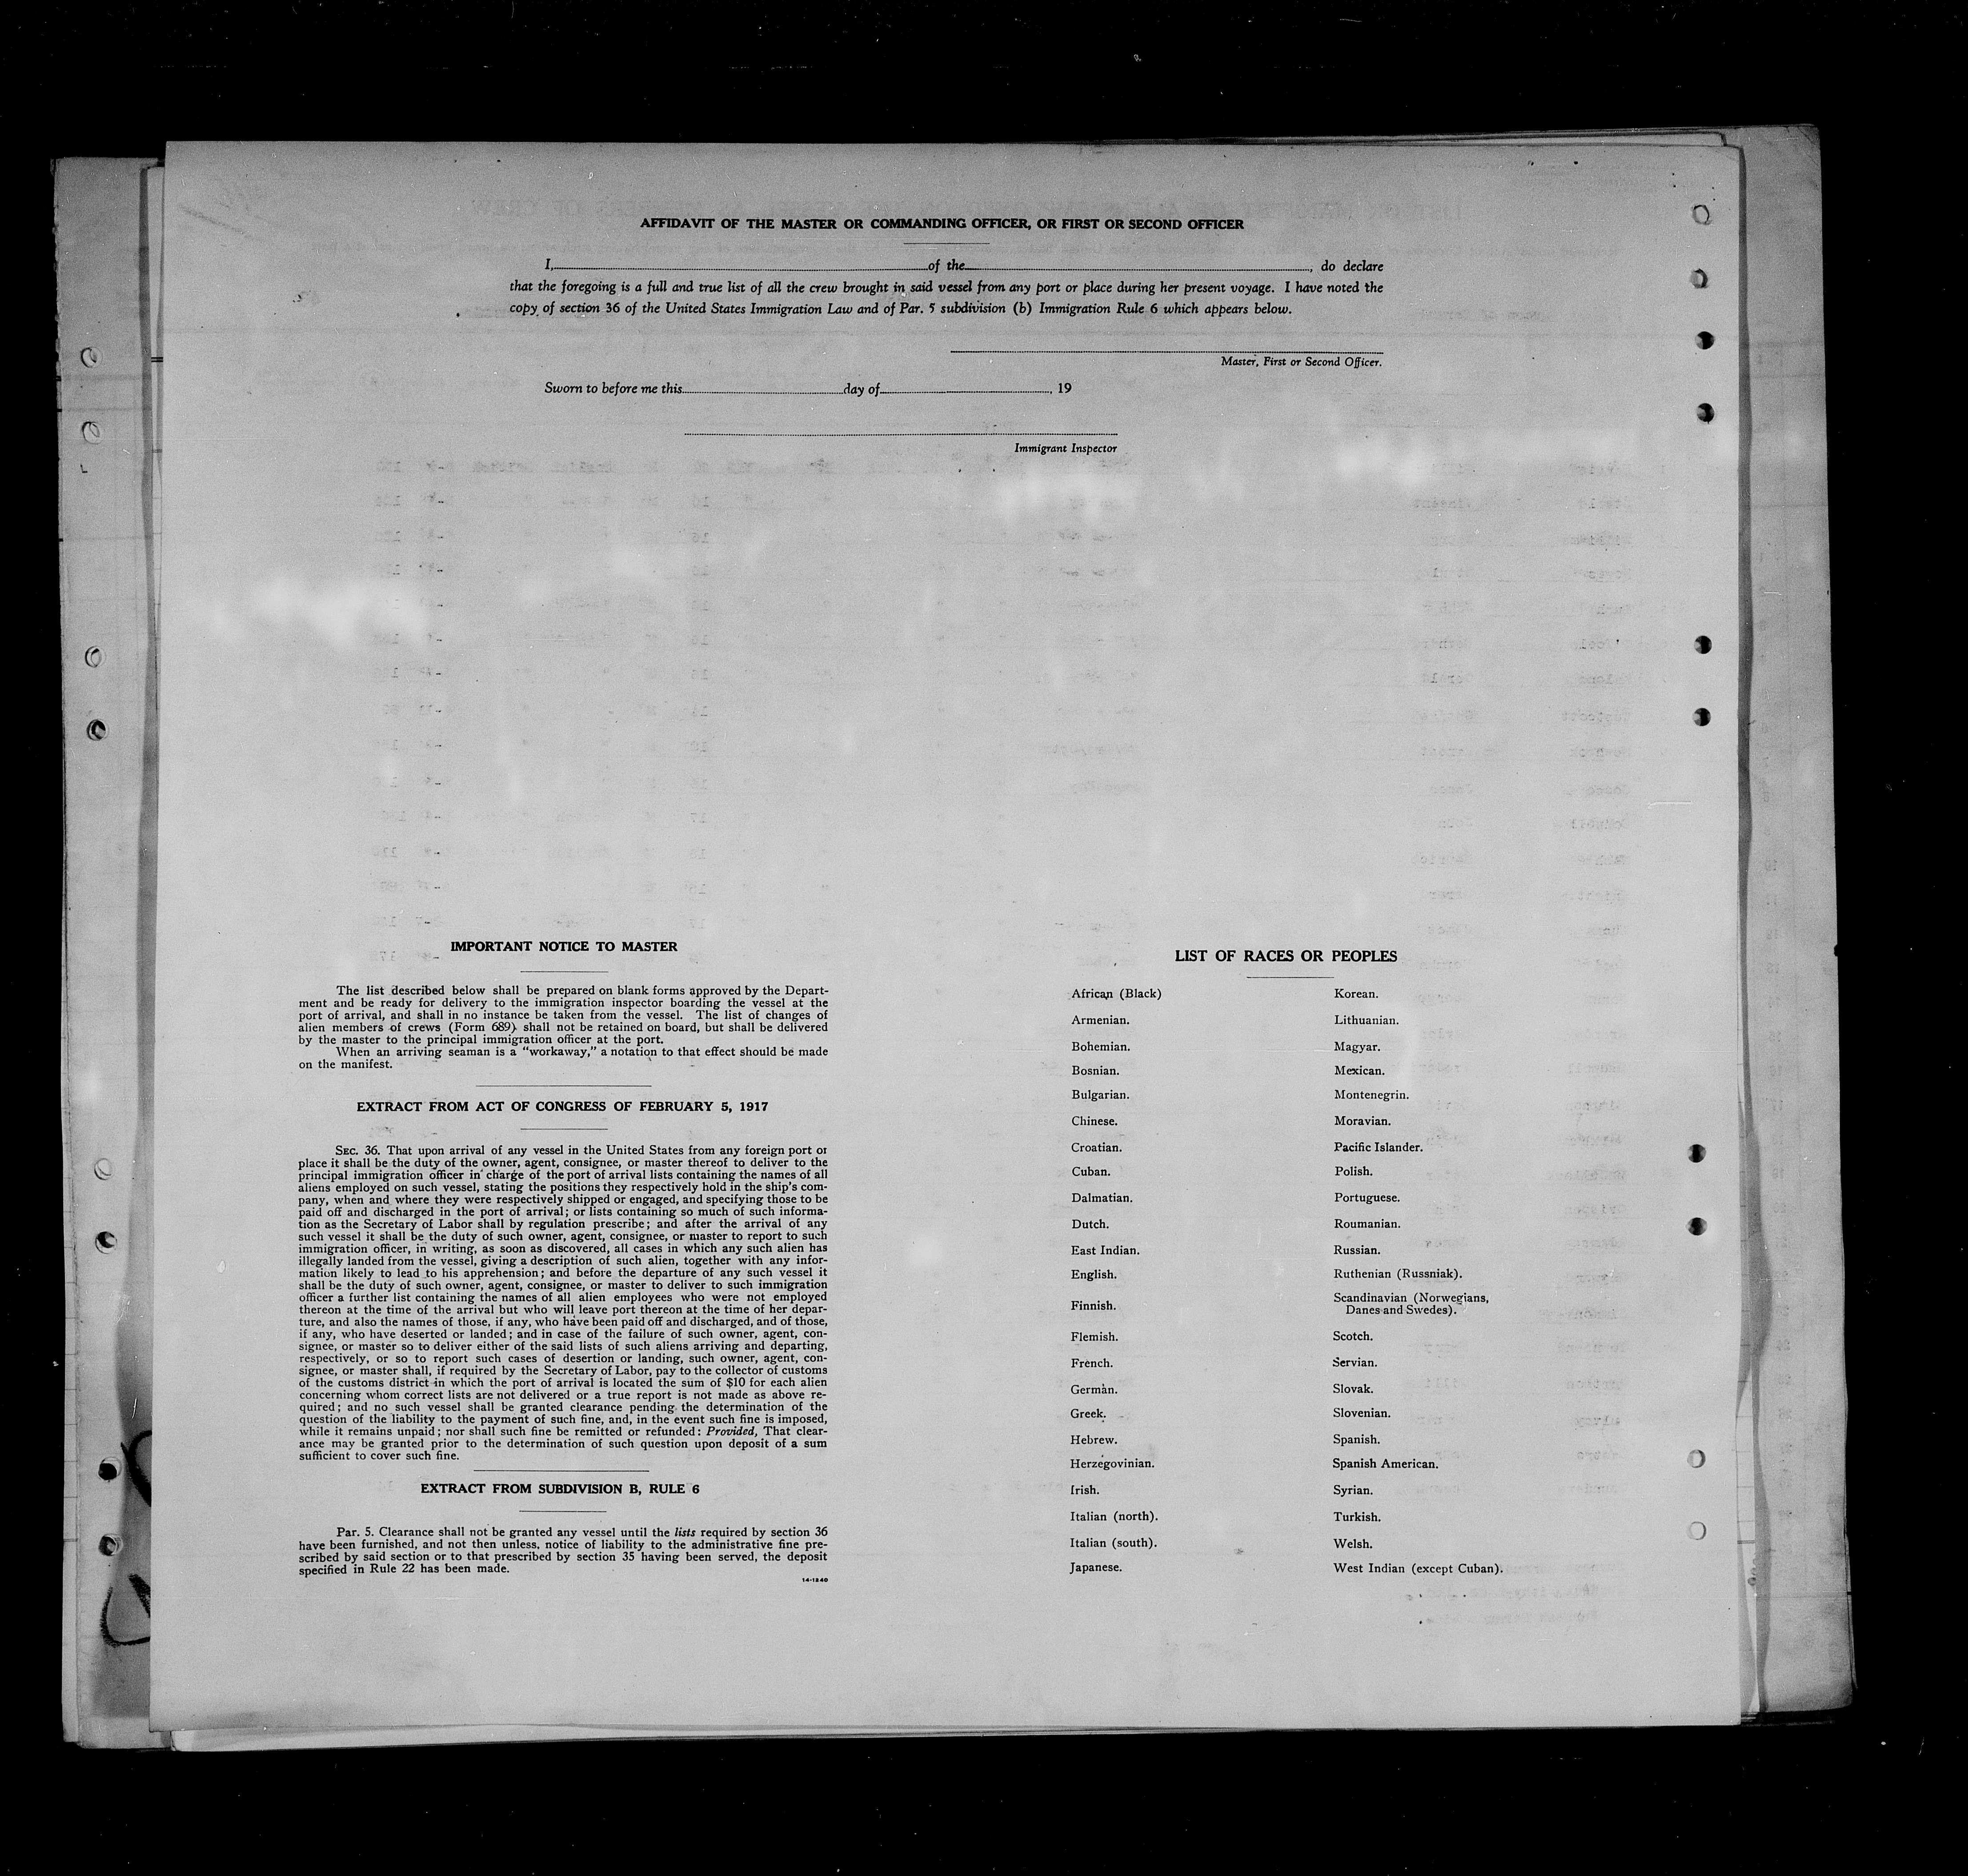 AFFIDAVIT OF THE MASTER OR COMMANDING OFFICER, OR FIRST OR SECOND OFFICER
I, of the , do declare
that the foregoing is a full and true list of all the crew brought in said vessel from any port or place during her present voyage. I have noted the
copy of section 36 of the United States Immigration Law and of Par. 5 subdivision (b) Immigration Rule 6 which appears below.
Master, First or Second Officer.
Sworn to before me this day of , 19
Immigrant Inspector
IMPORTANT NOTICE TO MASTER
The list described below shall be prepared on blank forms approved by the Depart-
ment and be ready for delivery to the immigration inspector boarding the vessel at the
port of arrival, and shall in no instance be taken from the vessel. The list of changes of
alien members of crews (Form 689) shall not be retained on board, but shall be delivered
by the master to the principal immigration officer at the port.
When an arriving seaman is a “workaway,” a notation to that effect should be made
on the manifest.
EXTRACT FROM ACT OF CONGRESS OF FEBRUARY 5, 1917
SEC. 36. That upon arrival of any vessel in the United States from any foreign port or
place it shall be the duty of the owner, agent, consignee, or master thereof to deliver to the
principal immigration officer in charge of the port of arrival lists containing the names of all
aliens employed on such vessel, stating the positions they respectively hold in the ship's com-
pany, when and where they were respectively shipped or engaged, and specifying those to be
paid off and discharged in the port of arrival; or lists containing so much of such informa-
tion as the Secretary of Labor shall by regulation prescribe; and after the arrival of any
such vessel it shall be the duty of such owner, agent, consignee, or master to report to such
immigration officer, in writing, as soon as discovered, all cases in which any such alien has
illegally landed from the vessel, giving a description of such alien, together with any infor-
mation likely to lead to his apprehension; and before the departure of any such vessel it
shall be the duty of such owner, agent, consignee, or master to deliver to such immigration
officer a further list containing the names of all alien employees who were not employed
thereon at the time of the arrival but who will leave port thereon at the time of her depar-
ture, and also the names of those, if any, who have been paid off and discharged, and of those,
if any, who have deserted or landed; and in case of the failure of such owner, agent, con-
signee, or master so to deliver either of the said lists of such aliens arriving and departing,
respectively, or so to report such cases of desertion or landing, such owner, agent, con-
signee, or master shall, if required by the Secretary of Labor, pay to the collector of customs
of the customs district in which the port of arrival is located the sum of $10 for each alien
concerning whom correct lists are not delivered or a true report is not made as above re-
quired; and no such vessel shall be granted clearance pending the determination of the
question of the liability to the payment of such fine, and, in the event such fine is imposed,
while it remains unpaid; nor shall such fine be remitted or refunded: Provided, That clear-
ance may be granted prior to the determination of such question upon deposit of a sum
sufficient to cover such fine.
EXTRACT FROM SUBDIVISION B, RULE 6
Par. 5. Clearance shall not be granted any vessel until the lists required by section 36
have been furnished, and not then unless, notice of liability to the administrative fine pre-
scribed by said section or to that prescribed by section 35 having been served, the deposit
specified in Rule 22 has been made.
14-1240
LIST OF RACES OR PEOPLES
African (Black)
Armenian.
Bohemian.
Bosnian.
Bulgarian.
Chinese.
Croatian.
Cuban.
Dalmatian.
Dutch.
East Indian.
English.
Finnish.
Flemish.
French.
German.
Greek.
Hebrew.
Herzegovinian.
Irish.
Italian (north).
Italian (south).
Japanese.
Korean.
Lithuanian.
Magyar.
Mexican.
Montenegrin.
Moravian.
Pacific Islander.
Polish.
Portuguese.
Roumanian.
Russian.
Ruthenian (Russniak).
Scandinavian (Norwegians,
Danes and Swedes).
Scotch.
Servian.
Slovak.
Slovenian.
Spanish.
Spanish American.
Syrian.
Turkish.
Welsh.
West Indian (except Cuban).